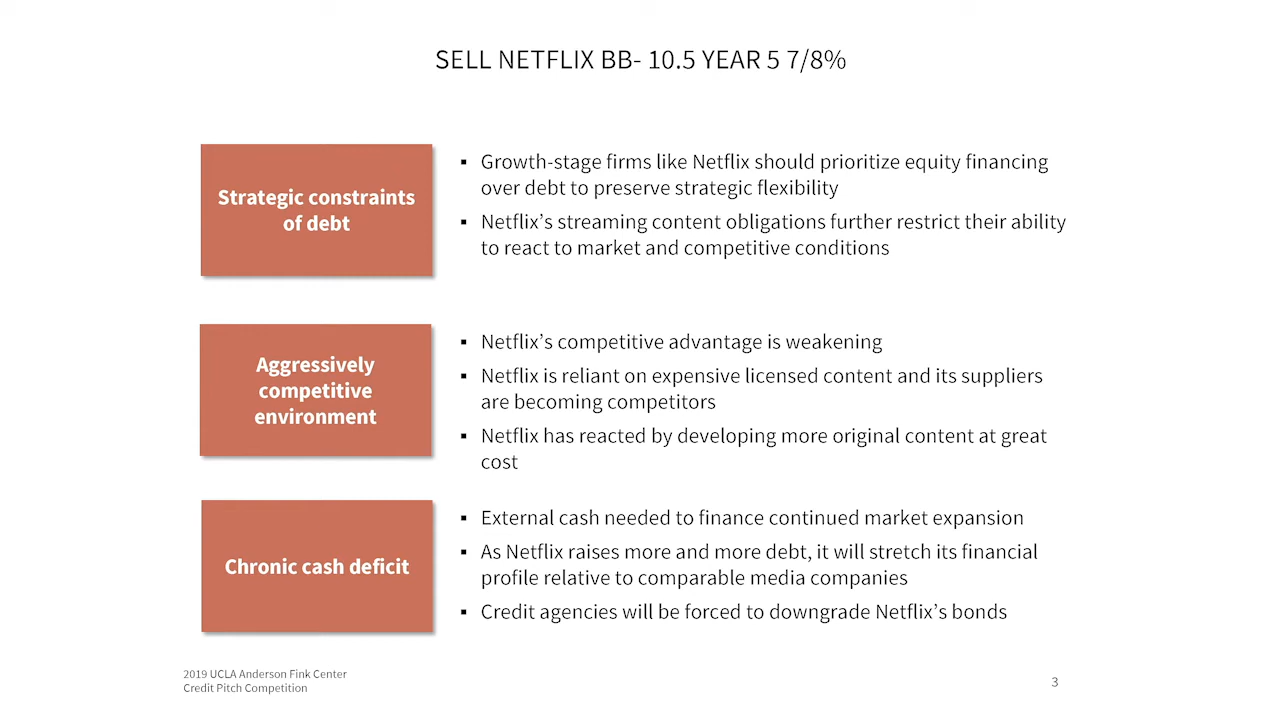 SELL NETFLIX BB- 10.5 YEAR 5 7/8%
Strategic constraints
of debt
▪ Growth-stage firms like Netflix should prioritize equity financing
over debt to preserve strategic flexibility
▪ Netflix’s streaming content obligations further restrict their ability
to react to market and competitive conditions
Aggressively
competitive
environment
▪ Netflix’s competitive advantage is weakening
▪ Netflix is reliant on expensive licensed content and its suppliers
are becoming competitors
▪ Netflix has reacted by developing more original content at great
cost
Chronic cash deficit
▪ External cash needed to finance continued market expansion
▪ As Netflix raises more and more debt, it will stretch its financial
profile relative to comparable media companies
▪ Credit agencies will be forced to downgrade Netflix’s bonds
2019 UCLA Anderson Fink Center
Credit Pitch Competition
3